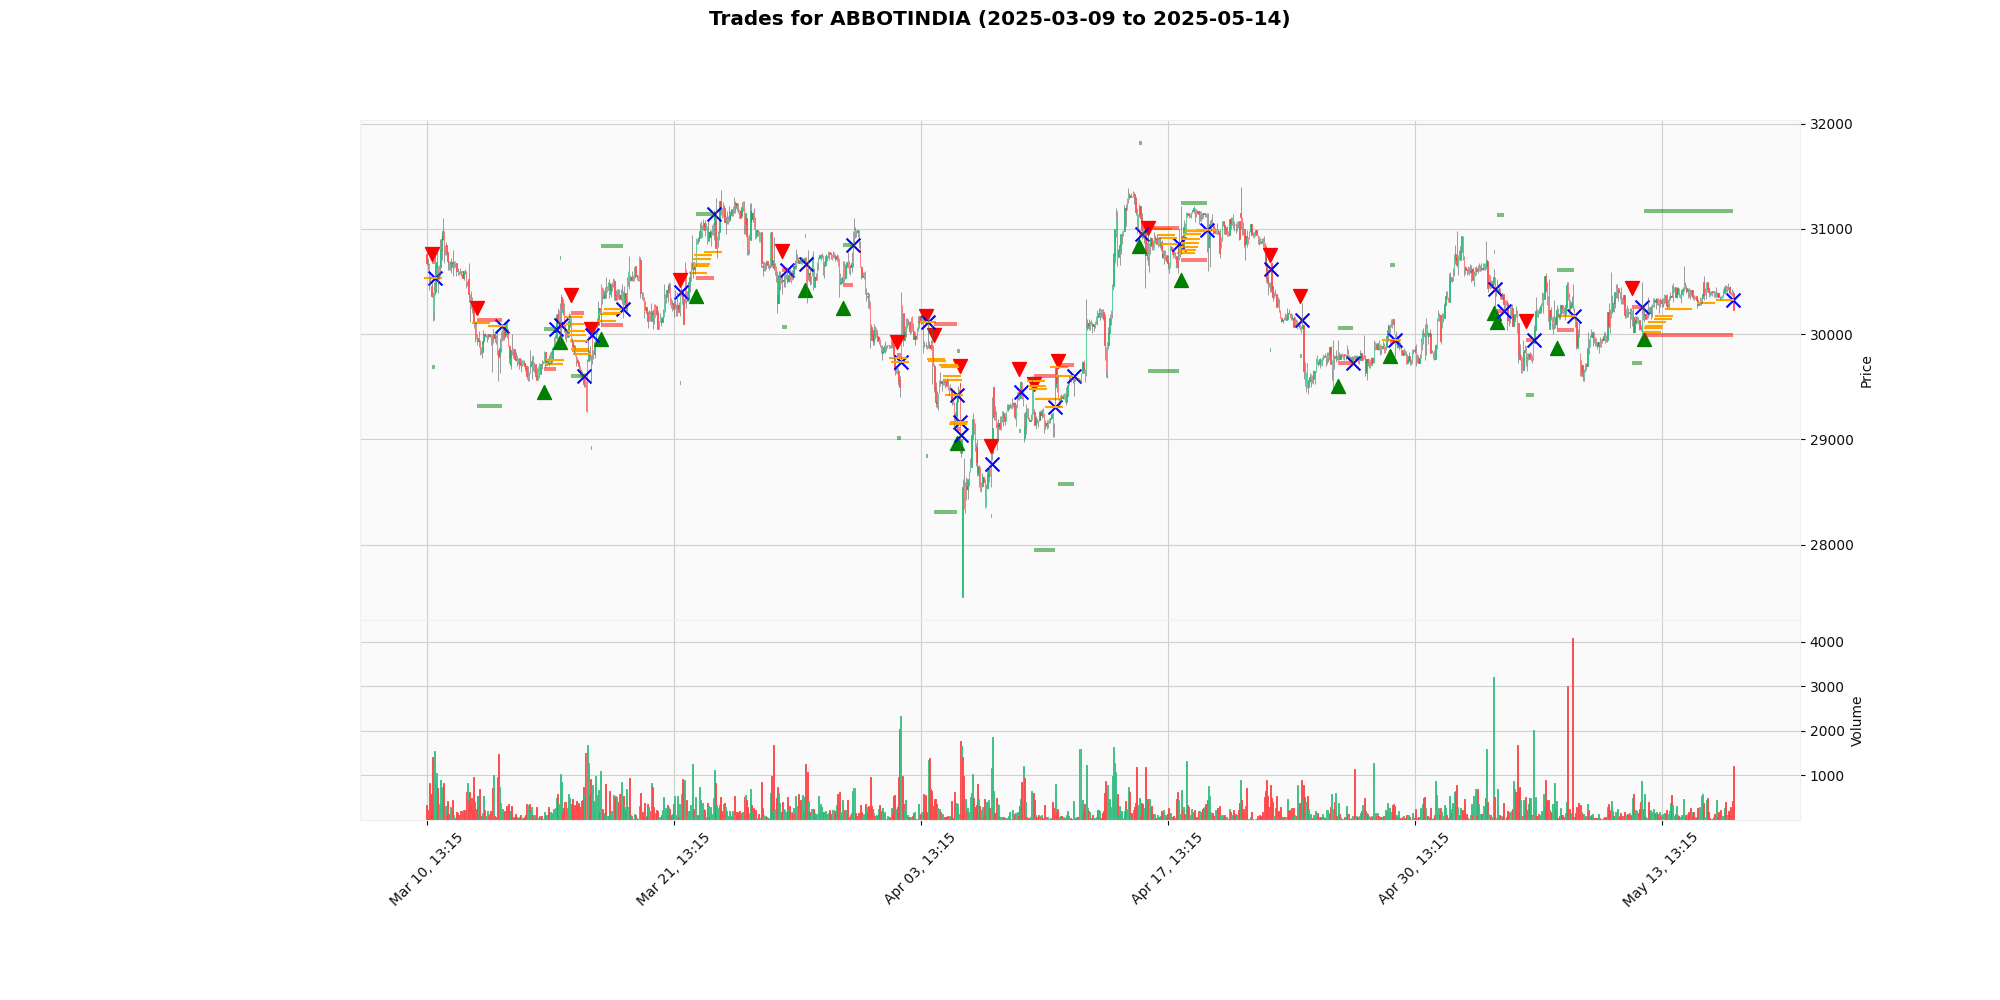 Trades for ABBOTINDIA (2025-03-09 to 2025-05-14)
32000
31000
30000
29000
28000
Price
4000
3000
2000
1000
Volume
Mar 10, 13:15
Mar 21, 13:15
Apr 03, 13:15
Apr 17, 13:15
Apr 30, 13:15
May 13, 13:15